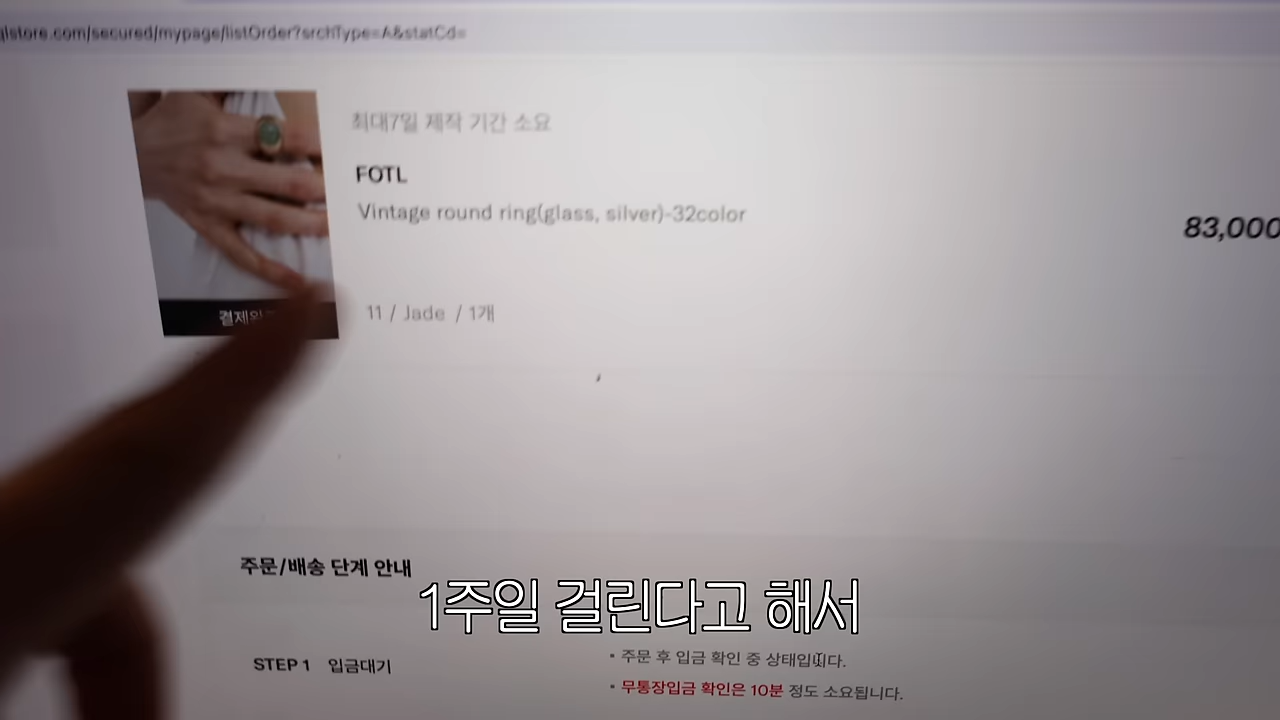 qlstore.com/secured/mypage/listOrder?srchType=A&statCd=
최대7일 제작 기간 소요
FOTL
Vintage round ring(glass, silver)-32color
83,000
11 / Jade / 1개
주문/배송 단계 안내
1주일 걸린다고 해서
STEP 1 입금대기
• 주문 후 입금 확인 중 상태입니다.
• 무통장입금 확인은 10분 정도 소요됩니다.